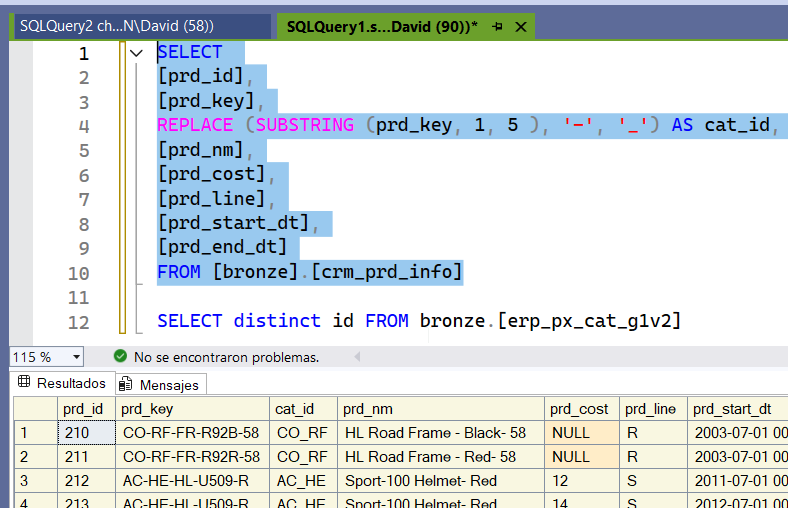 SQLQuery2 ch...N\David (58))
SQLQuery1.s...David (90))*
1 SELECT
2 [prd_id],
3 [prd_key],
4 REPLACE (SUBSTRING (prd_key, 1, 5 ), '-', '_') AS cat_id,
5 [prd_nm],
6 [prd_cost],
7 [prd_line],
8 [prd_start_dt],
9 [prd_end_dt]
10 FROM [bronze].[crm_prd_info]
11
12 SELECT distinct id FROM bronze.[erp_px_cat_g1v2]
115 % No se encontraron problemas.
Resultados Mensajes
prd_id prd_key cat_id prd_nm prd_cost prd_line prd_start_dt
1 210 CO-RF-FR-R92B-58 CO_RF HL Road Frame - Black- 58 NULL R 2003-07-01 00
2 211 CO-RF-FR-R92R-58 CO_RF HL Road Frame - Red- 58 NULL R 2003-07-01 00
3 212 AC-HE-HL-U509-R AC_HE Sport-100 Helmet- Red 12 S 2011-07-01 00
4 213 AC-HE-HL-U509-R AC_HE Sport-100 Helmet- Red 14 S 2012-07-01 00